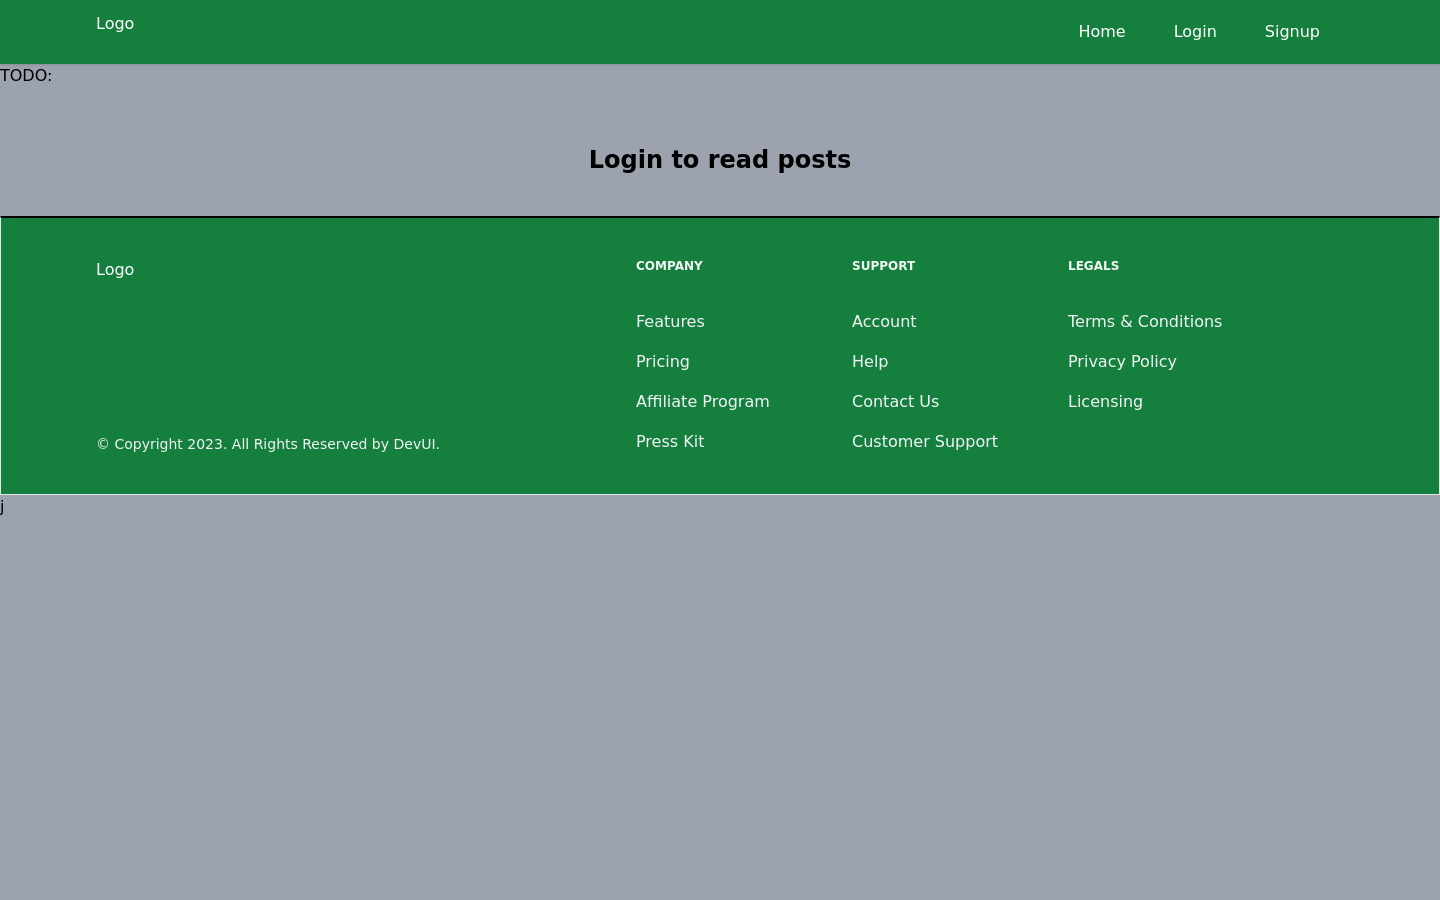 Logo
Home Login Signup
TODO:
Login to read posts
Logo
© Copyright 2023. All Rights Reserved by DevUI.
COMPANY
Features
Pricing
Affiliate Program
Press Kit
SUPPORT
Account
Help
Contact Us
Customer Support
LEGALS
Terms & Conditions
Privacy Policy
Licensing
j